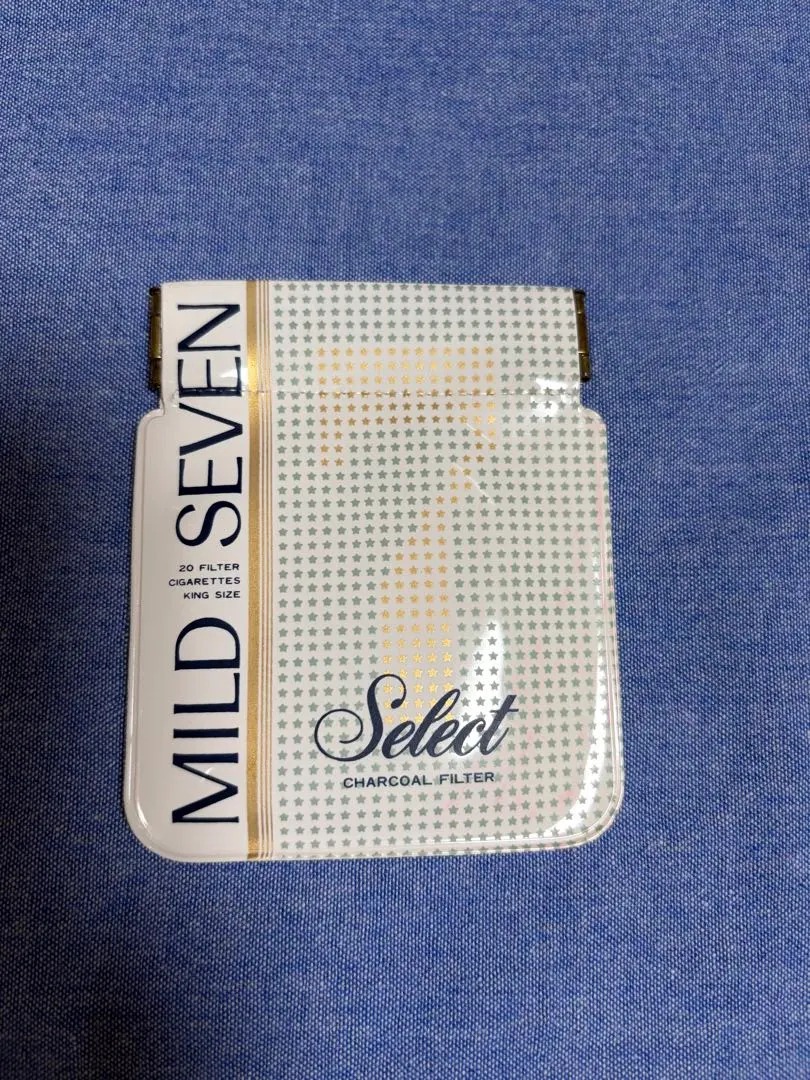 MILD SEVEN
20 FILTER
CIGARETTES
KING SIZE
Select
CHARCOAL FILTER